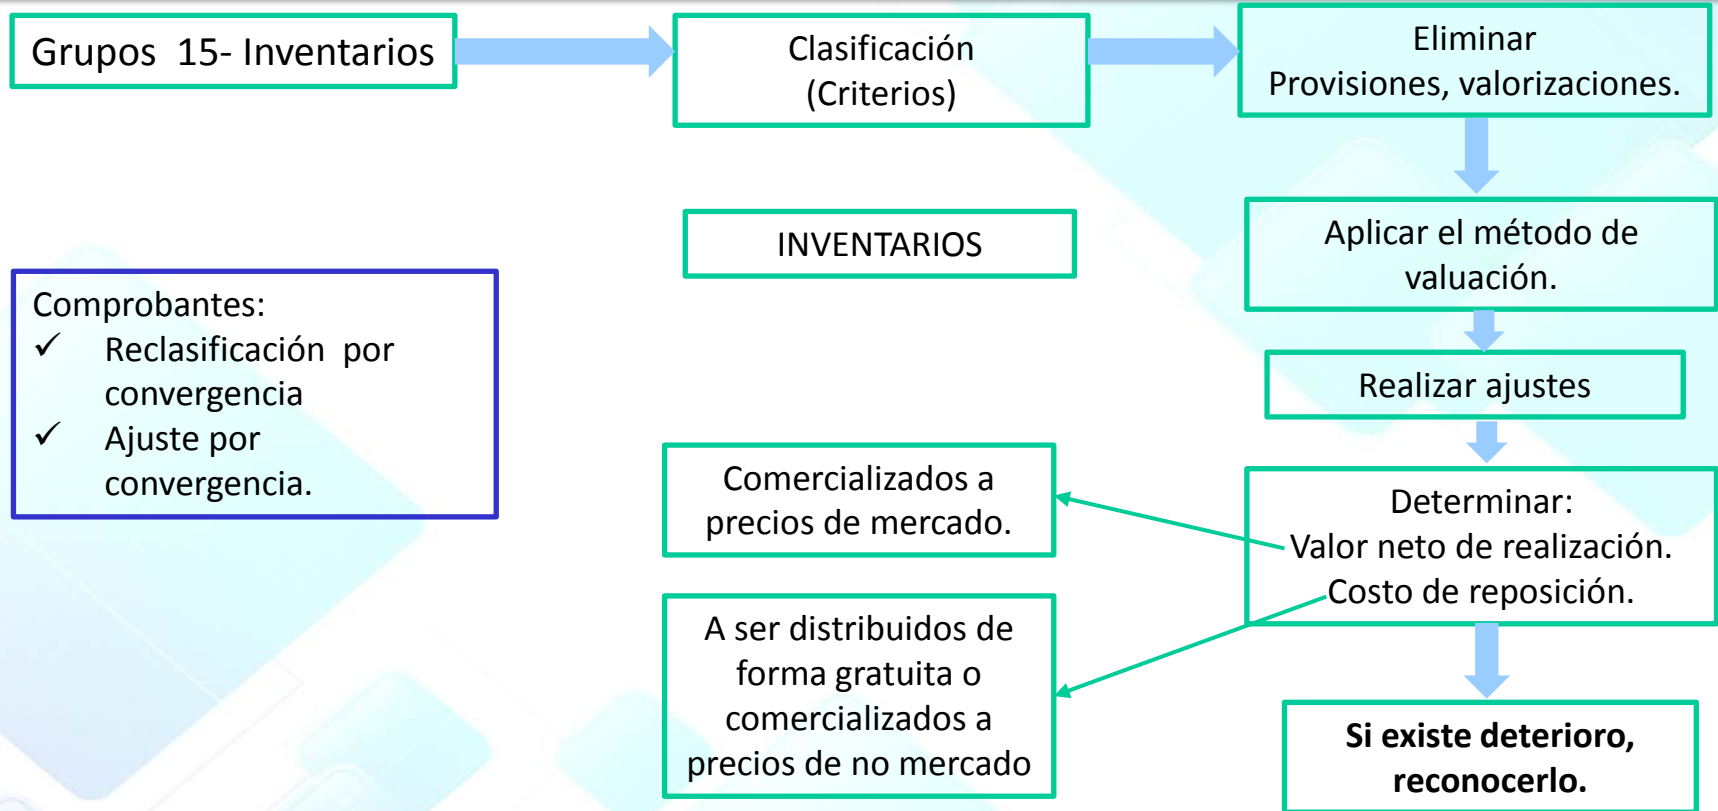 Grupos 15- Inventarios
Clasificación
(Criterios)
Eliminar
Provisiones, valorizaciones.
INVENTARIOS
Aplicar el método de
valuación.
Comprobantes:
✓ Reclasificación por
convergencia
✓ Ajuste por
convergencia.
Realizar ajustes
Comercializados a
precios de mercado.
Determinar:
Valor neto de realización.
Costo de reposición.
A ser distribuidos de
forma gratuita o
comercializados a
precios de no mercado
Si existe deterioro,
reconocerlo.